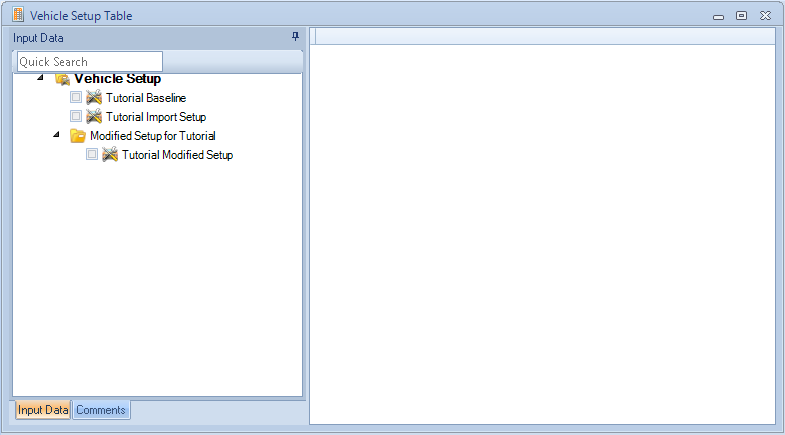 Vehicle Setup Table
Input Data
Quick Search
Vehicle Setup
Tutorial Baseline
Tutorial Import Setup
Modified Setup for Tutorial
Tutorial Modified Setup
Input Data
Comments